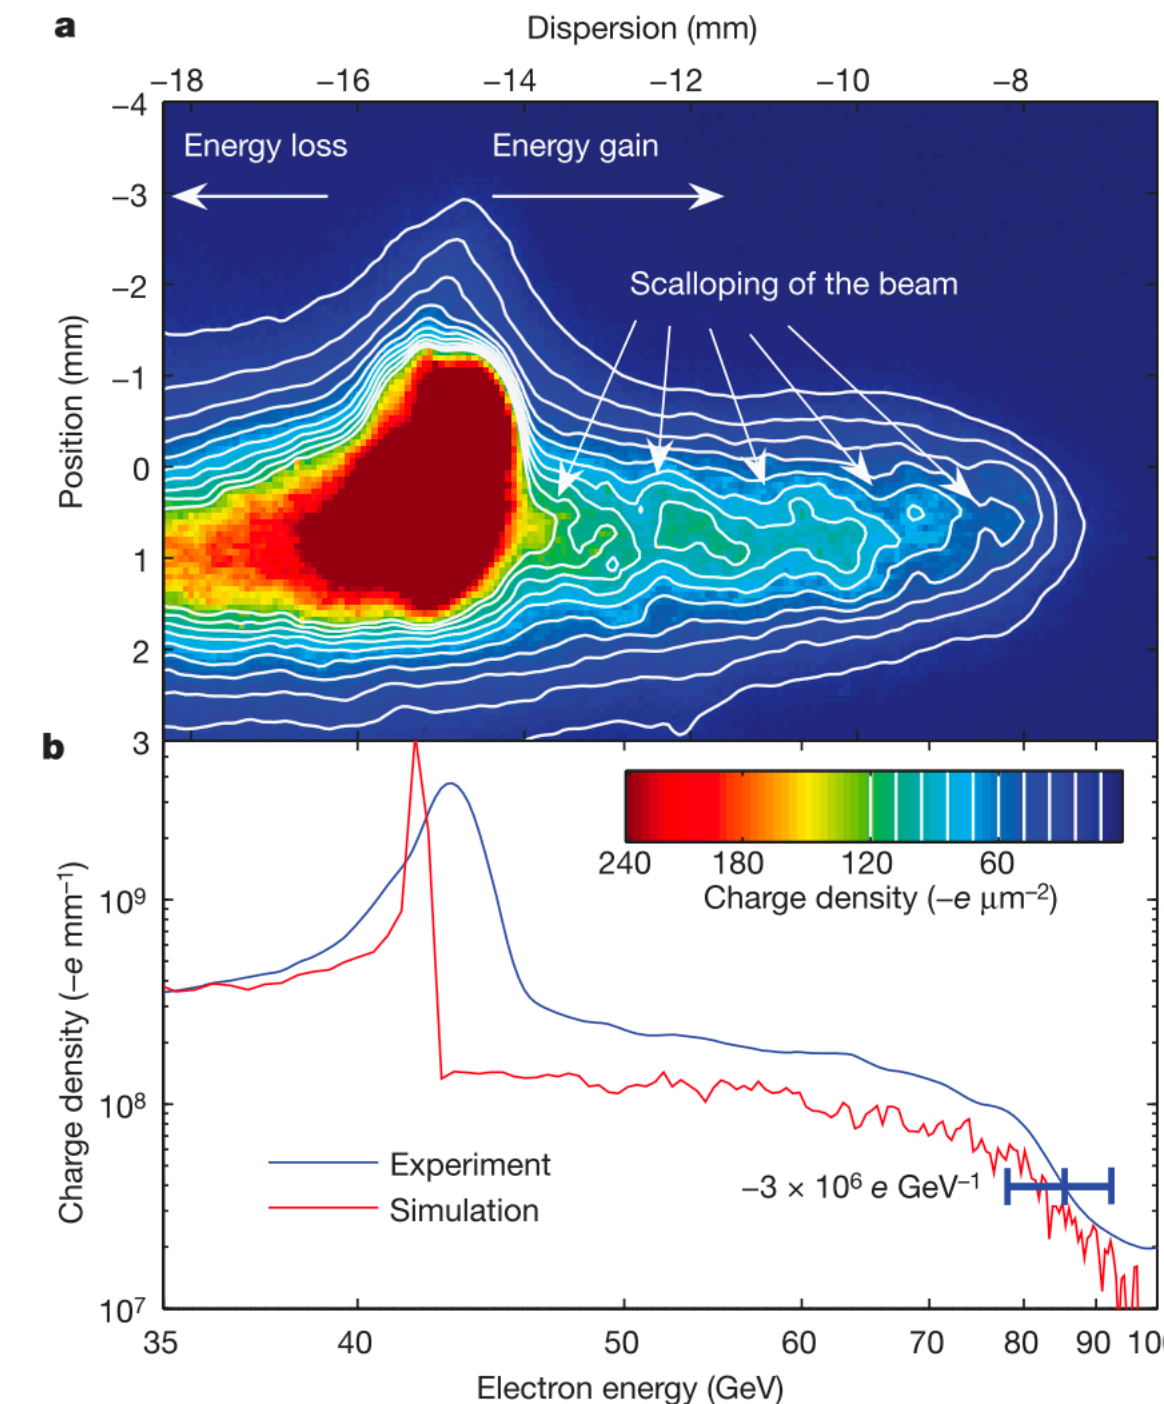 a
Dispersion (mm)
−18 −16 −14 −12 −10 −8
−4
Energy loss Energy gain
−3
−2
Scalloping of the beam
−1
Position (mm)
0
1
2
b
3
240 180 120 60
Charge density (−e μm⁻²)
10⁹
Charge density (−e mm⁻¹)
10⁸
Experiment
−3 × 10⁶ e GeV⁻¹
Simulation
10⁷
35 40 50 60 70 80 90 10
Electron energy (GeV)